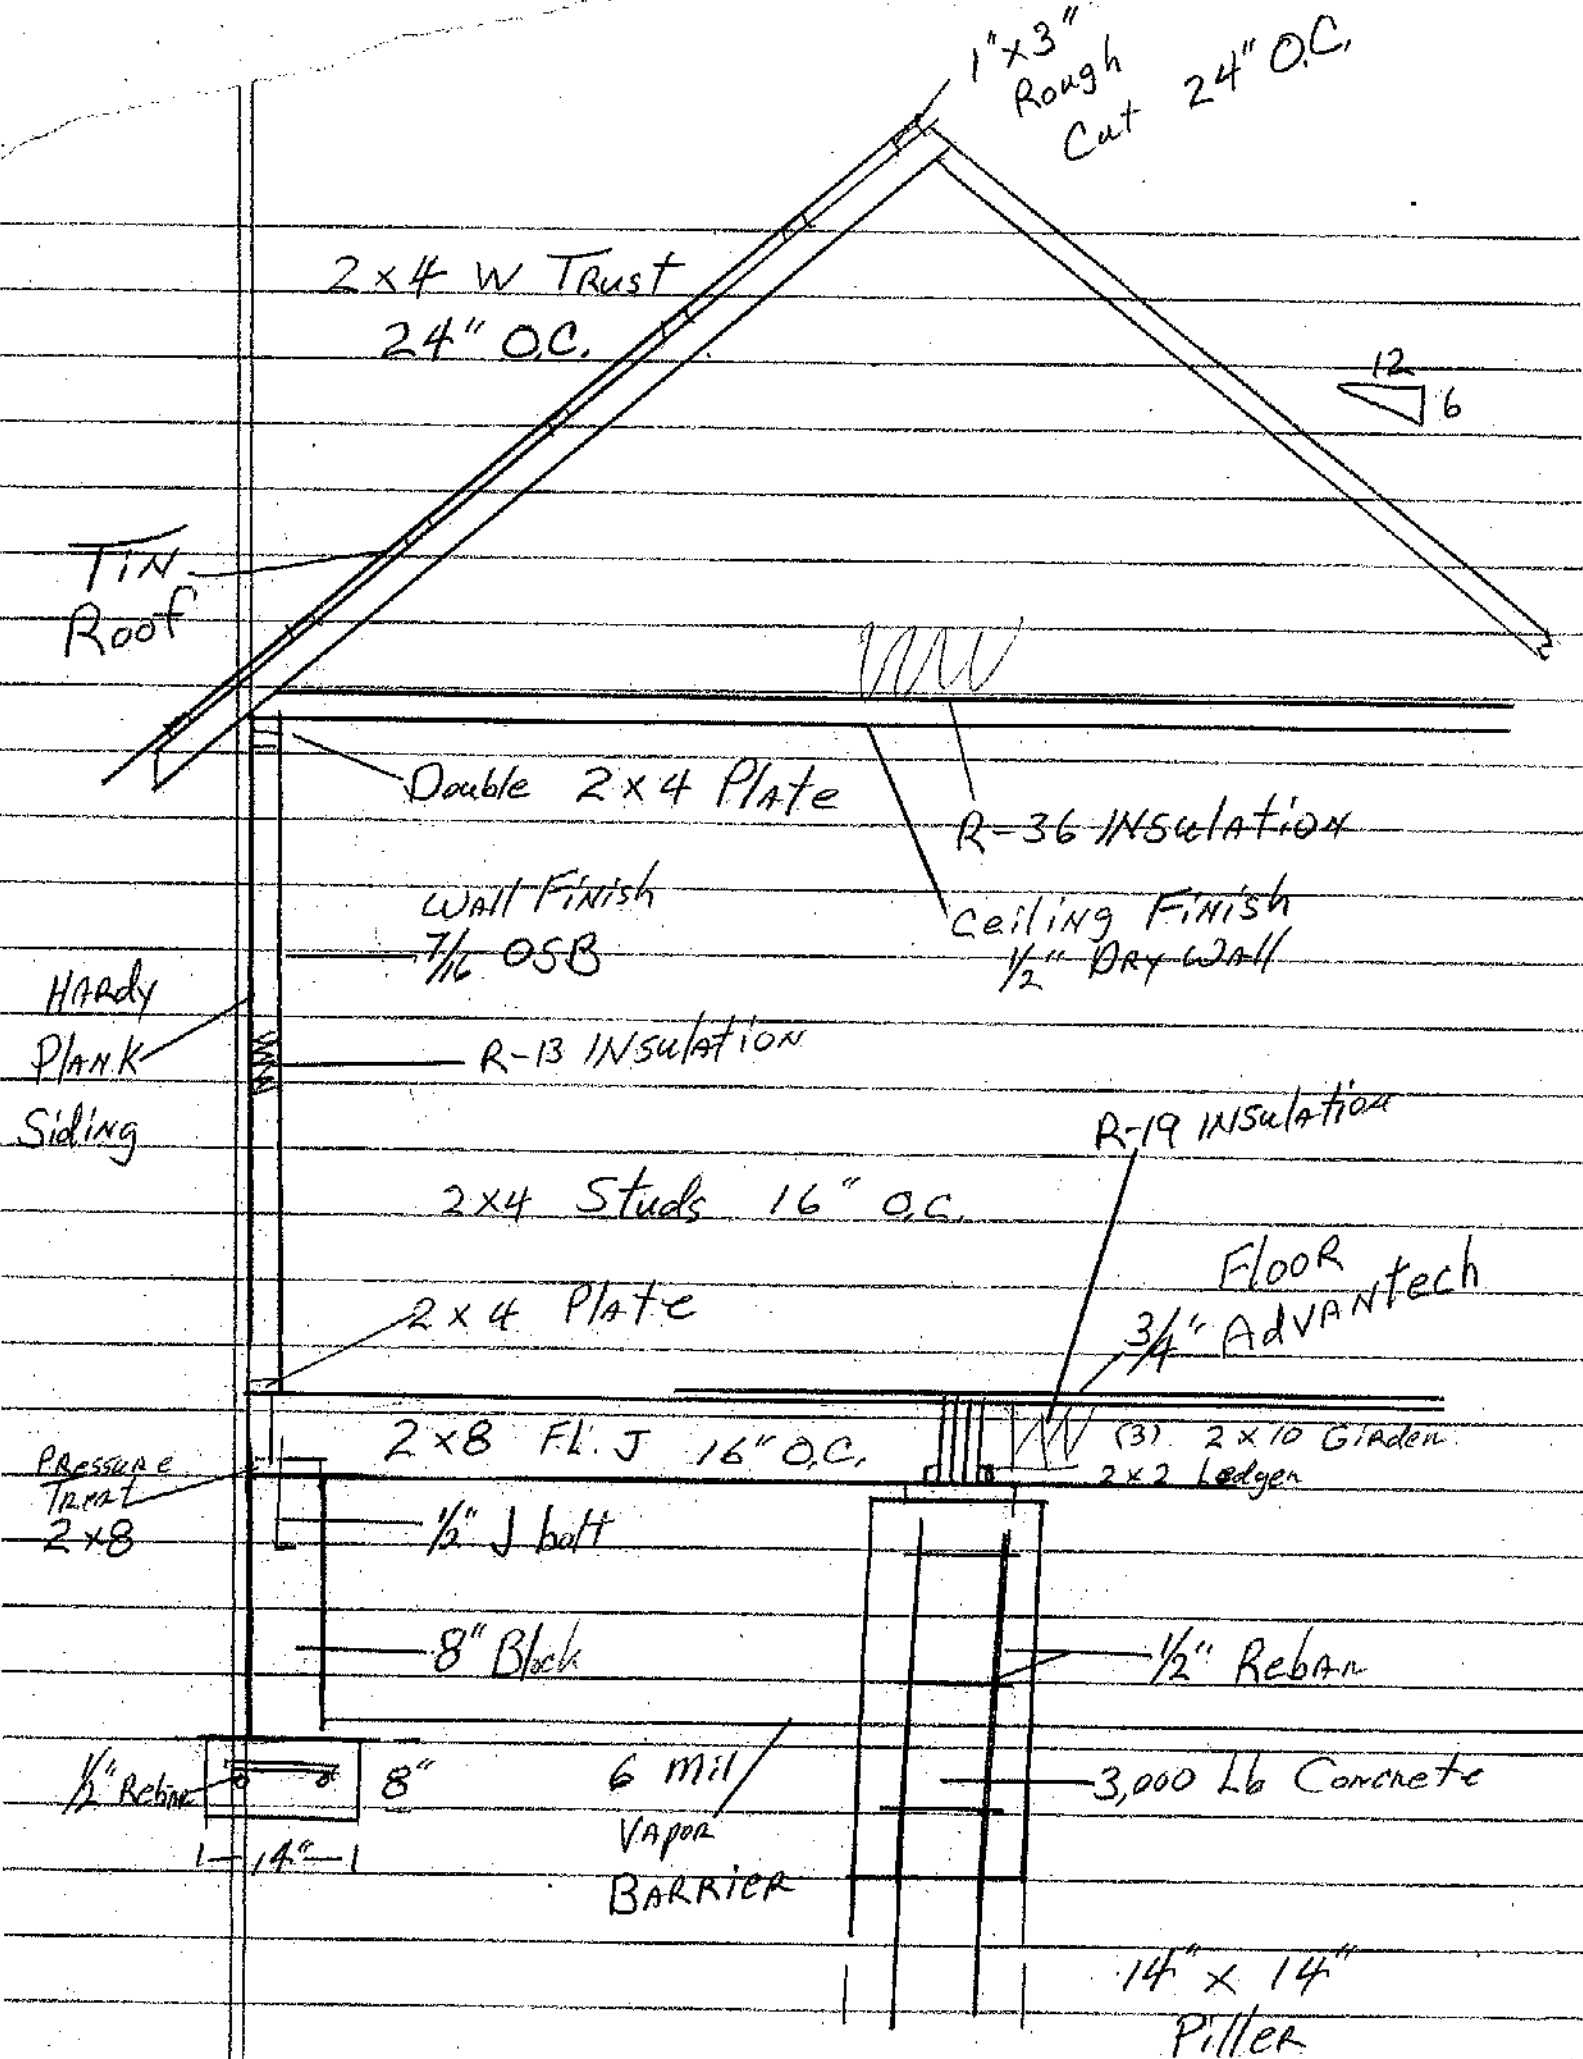 1"x3"
Rough
Cut 24" O.C.
2x4 W TRUST
24" O.C.
12
6
TiN
Roof
Double 2x4 PlAte
R-36 INSulAtioN
WAll FiNish
7/16 OSB
CeiliNg FiNish
1/2" DRy WAll
HARdy
PlANK
SidiNg
R-13 INSulAtioN
R-19 INSulAtioN
2x4 Studs 16" O.C.
FlooR
3/4" AdVANtech
2x4 PlAte
2x8 FL. J 16" O.C.
(3) 2x10 GiRdeR
2x2 LedgeR
PRessuRe
TreAt
2x8
1/2" J bolt
8" Block
1/2" RebAR
1/2" RebAR
8"
6 mil
VApoR
BARRieR
3,000 Lb CoNcRete
14"
14" x 14"
PilleR